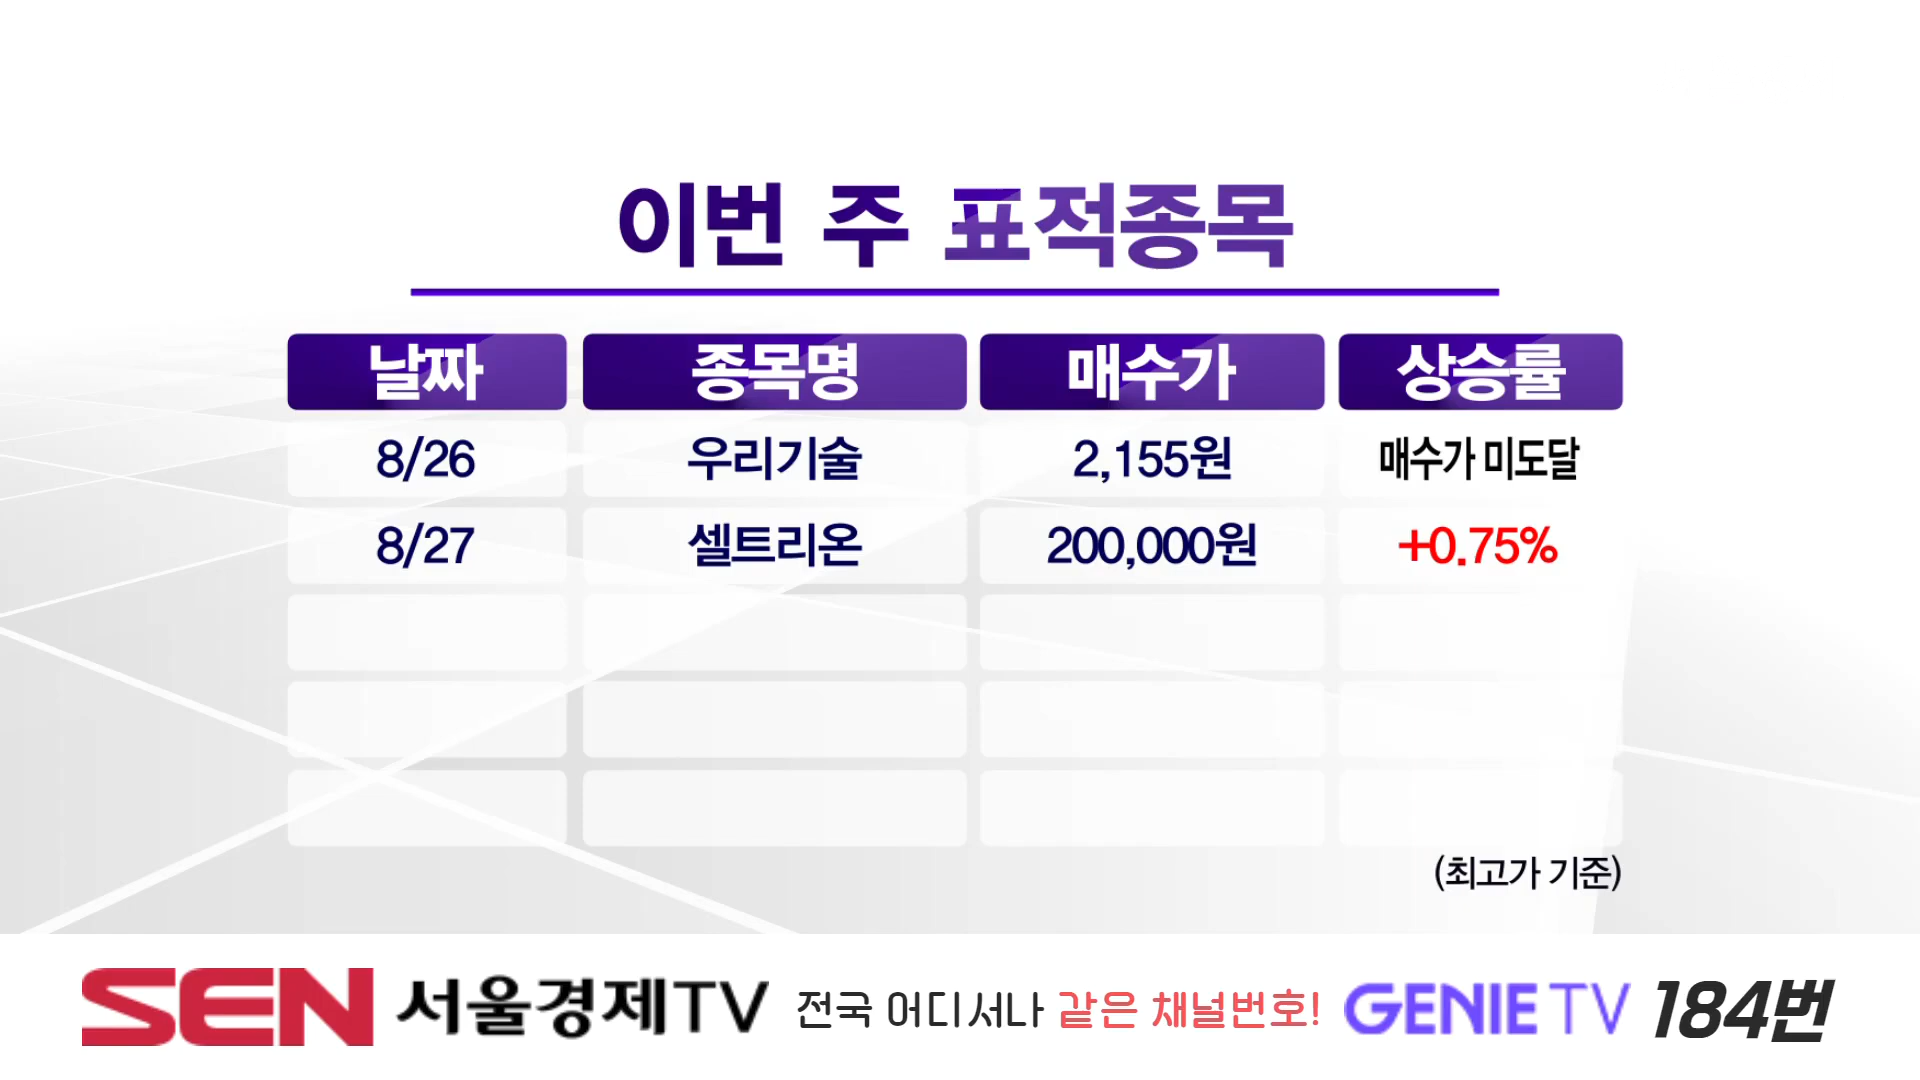 이번 주 표적종목
날짜 종목명 매수가 상승률
8/26 우리기술 2,155원 매수가 미도달
8/27 셀트리온 200,000원 +0.75%
(최고가 기준)
SEN 서울경제TV 전국 어디서나 같은 채널번호! GENIE TV 184번